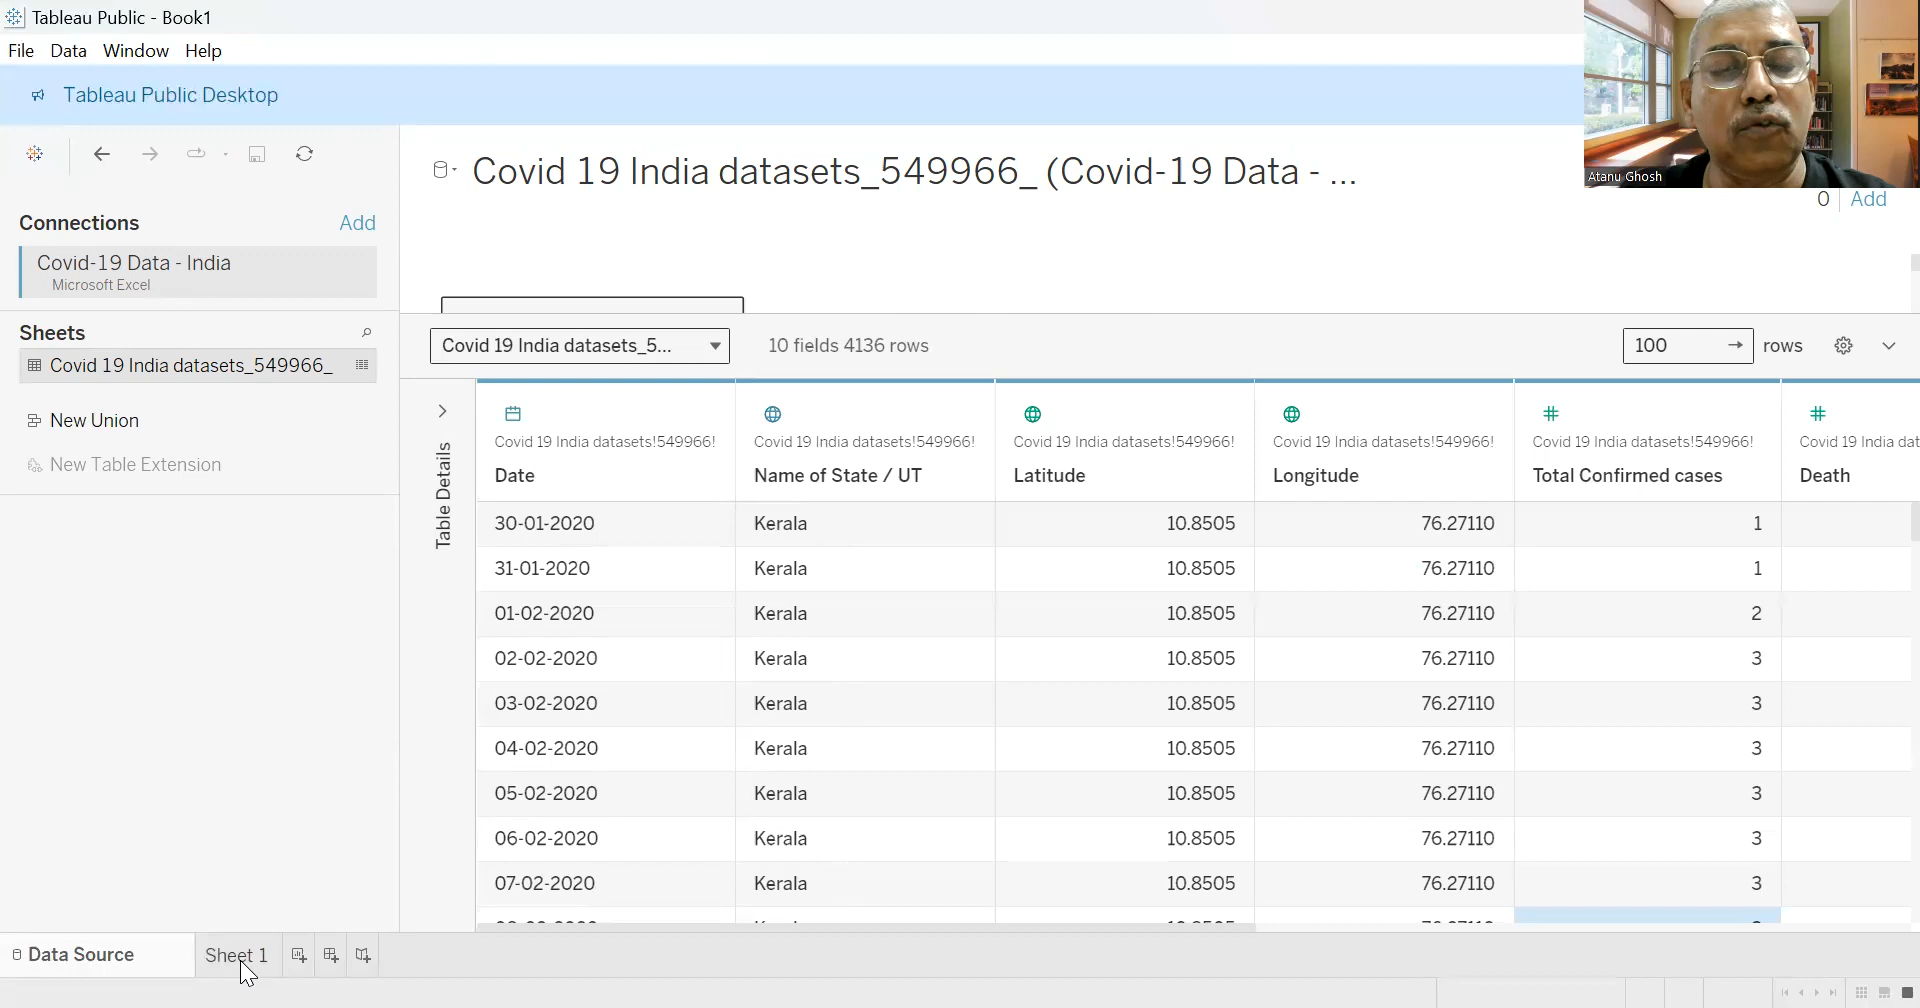 Tableau Public - Book1
File Data Window Help
Tableau Public Desktop
Atanu Ghosh
Covid 19 India datasets_549966_ (Covid-19 Data - ...
0 Add
Connections Add
Covid-19 Data - India
Microsoft Excel
Sheets
Covid 19 India datasets_549966_
New Union
New Table Extension
Covid 19 India datasets_5... 10 fields 4136 rows 100 → rows
Table Details
Covid 19 India datasets!549966! Covid 19 India datasets!549966! Covid 19 India datasets!549966! Covid 19 India datasets!549966! Covid 19 India datasets!549966! Covid 19 India dat
Date Name of State / UT Latitude Longitude Total Confirmed cases Death
30-01-2020 Kerala 10.8505 76.27110 1
31-01-2020 Kerala 10.8505 76.27110 1
01-02-2020 Kerala 10.8505 76.27110 2
02-02-2020 Kerala 10.8505 76.27110 3
03-02-2020 Kerala 10.8505 76.27110 3
04-02-2020 Kerala 10.8505 76.27110 3
05-02-2020 Kerala 10.8505 76.27110 3
06-02-2020 Kerala 10.8505 76.27110 3
07-02-2020 Kerala 10.8505 76.27110 3
Data Source Sheet 1